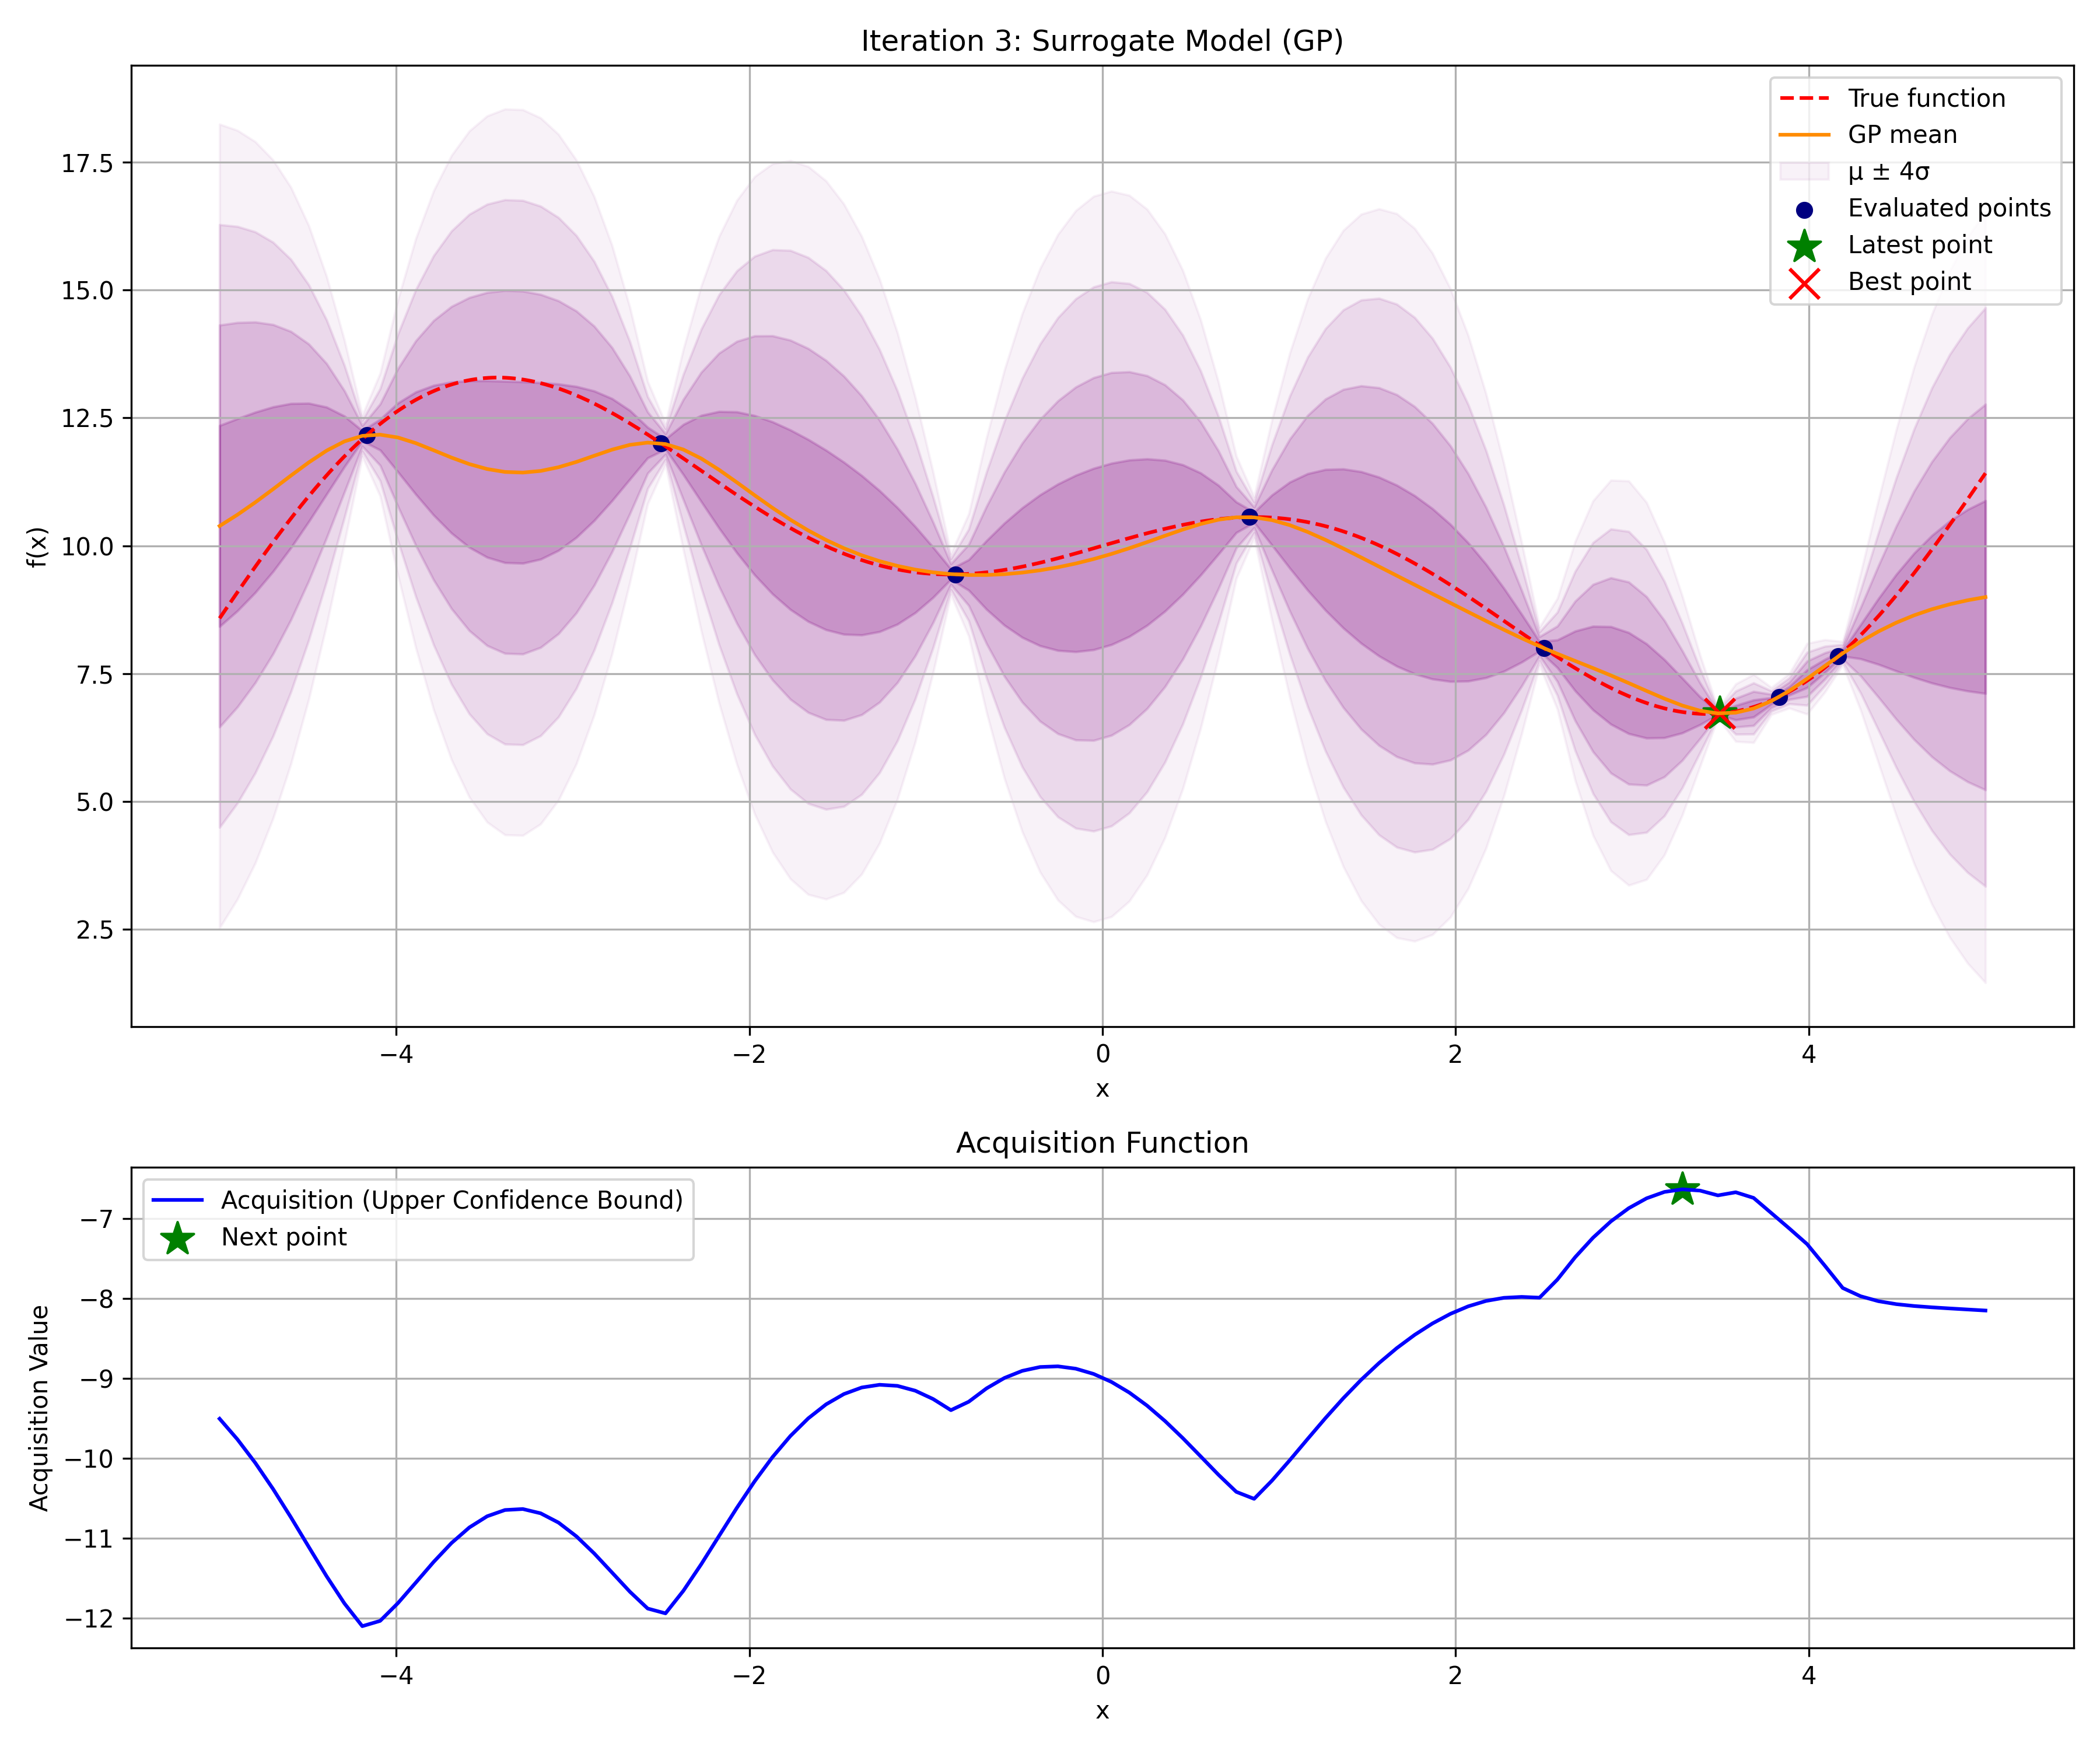 Iteration 3: Surrogate Model (GP)
True function
GP mean
μ ± 4σ
Evaluated points
Latest point
Best point
17.5
15.0
12.5
10.0
7.5
5.0
2.5
f(x)
−4
−2
0
2
4
x
Acquisition Function
Acquisition (Upper Confidence Bound)
Next point
−7
−8
−9
−10
−11
−12
Acquisition Value
−4
−2
0
2
4
x